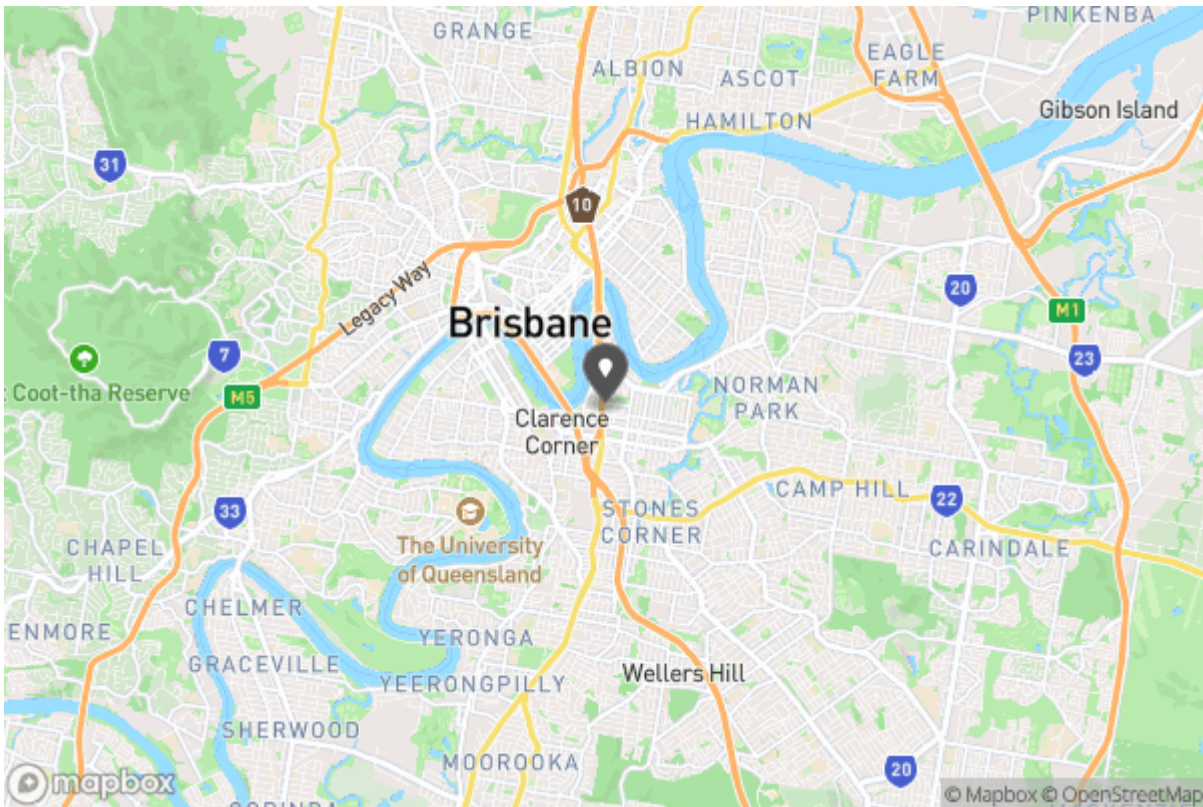 PINKENBA
GRANGE
EAGLE
FARM
ALBION
ASCOT
Gibson Island
HAMILTON
31
10
20
Legacy Way
M1
Brisbane
7
23
Coot-tha Reserve
M5
NORMAN
PARK
Clarence
Corner
CAMP HILL
22
33
STONES
CORNER
The University
of Queensland
CARINDALE
CHAPEL
HILL
CHELMER
ENMORE
YERONGA
GRACEVILLE
Wellers Hill
YEERONGPILLY
SHERWOOD
MOOROOKA
20
mapbox
© Mapbox © OpenStreetMap